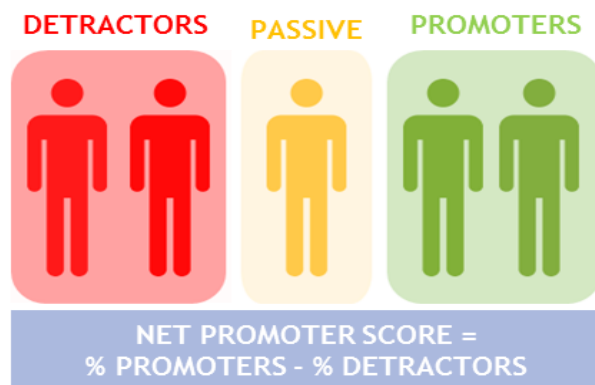 DETRACTORS
PASSIVE
PROMOTERS
NET PROMOTER SCORE =
% PROMOTERS - % DETRACTORS